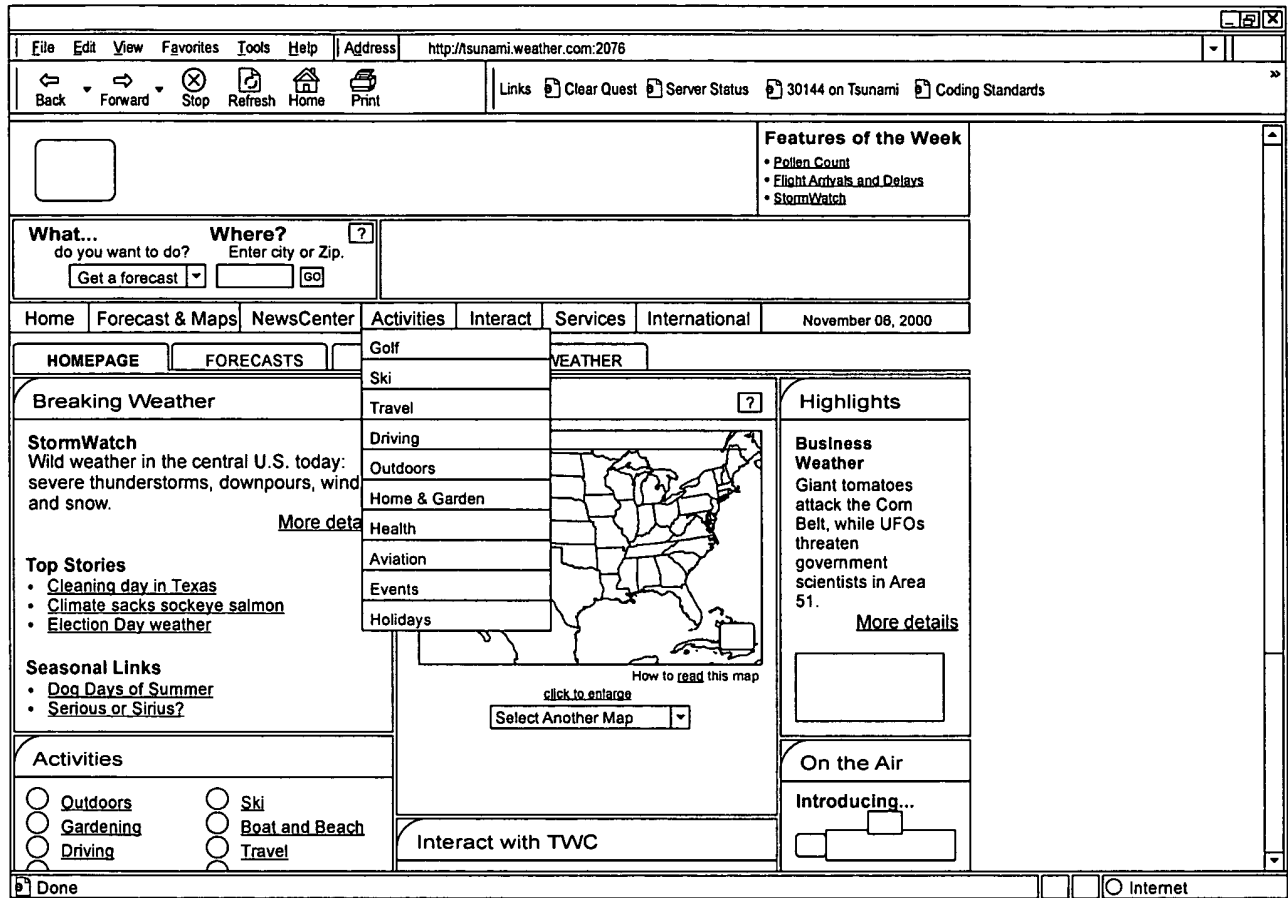 File Edit View Favorites Tools Help Address http://tsunami.weather.com:2076
Back Forward Stop Refresh Home Print Links Clear Quest Server Status 30144 on Tsunami Coding Standards »
Features of the Week
• Pollen Count
• Flight Arrivals and Delays
• StormWatch
What... Where? ?
do you want to do? Enter city or Zip.
Get a forecast GO
Home Forecast & Maps NewsCenter Activities Interact Services International November 06, 2000
HOMEPAGE FORECASTS WEATHER
Golf
Ski
Travel
Driving
Outdoors
Home & Garden
Health
Aviation
Events
Holidays
Breaking Weather
StormWatch
Wild weather in the central U.S. today:
severe thunderstorms, downpours, wind
and snow.
More deta
Top Stories
• Cleaning day in Texas
• Climate sacks sockeye salmon
• Election Day weather
Seasonal Links
• Dog Days of Summer
• Serious or Sirius?
Activities
Outdoors Ski
Gardening Boat and Beach
Driving Travel
?
How to read this map
click to enlarge
Select Another Map
Interact with TWC
Highlights
Business
Weather
Giant tomatoes
attack the Corn
Belt, while UFOs
threaten
government
scientists in Area
51.
More details
On the Air
Introducing...
Done Internet